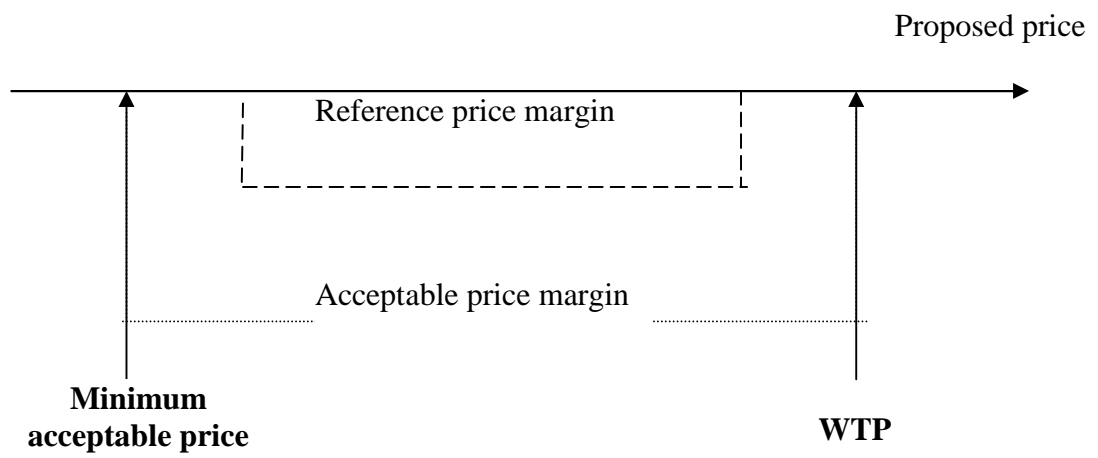 Proposed price
Reference price margin
Acceptable price margin
Minimum
acceptable price
WTP